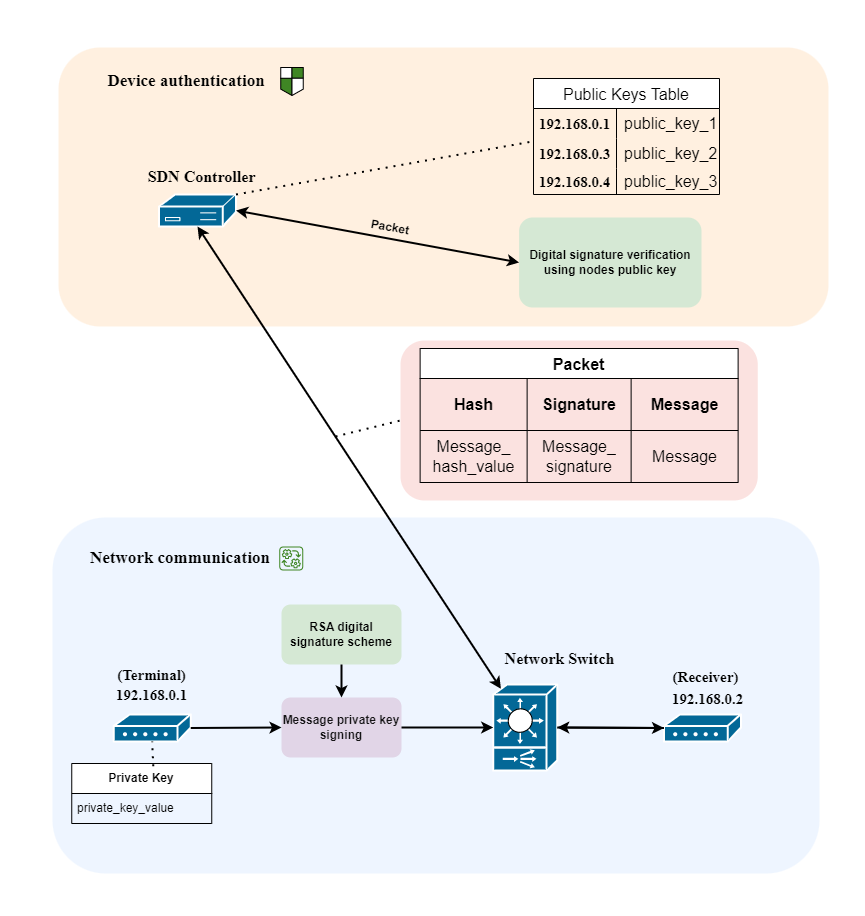 Device authentication
Public Keys Table
192.168.0.1 public_key_1
192.168.0.3 public_key_2
192.168.0.4 public_key_3
SDN Controller
Packet
Digital signature verification
using nodes public key
Packet
Hash Signature Message
Message_
hash_value
Message_
signature
Message
Network communication
RSA digital
signature scheme
Network Switch
(Terminal)
192.168.0.1
(Receiver)
192.168.0.2
Message private key
signing
Private Key
private_key_value